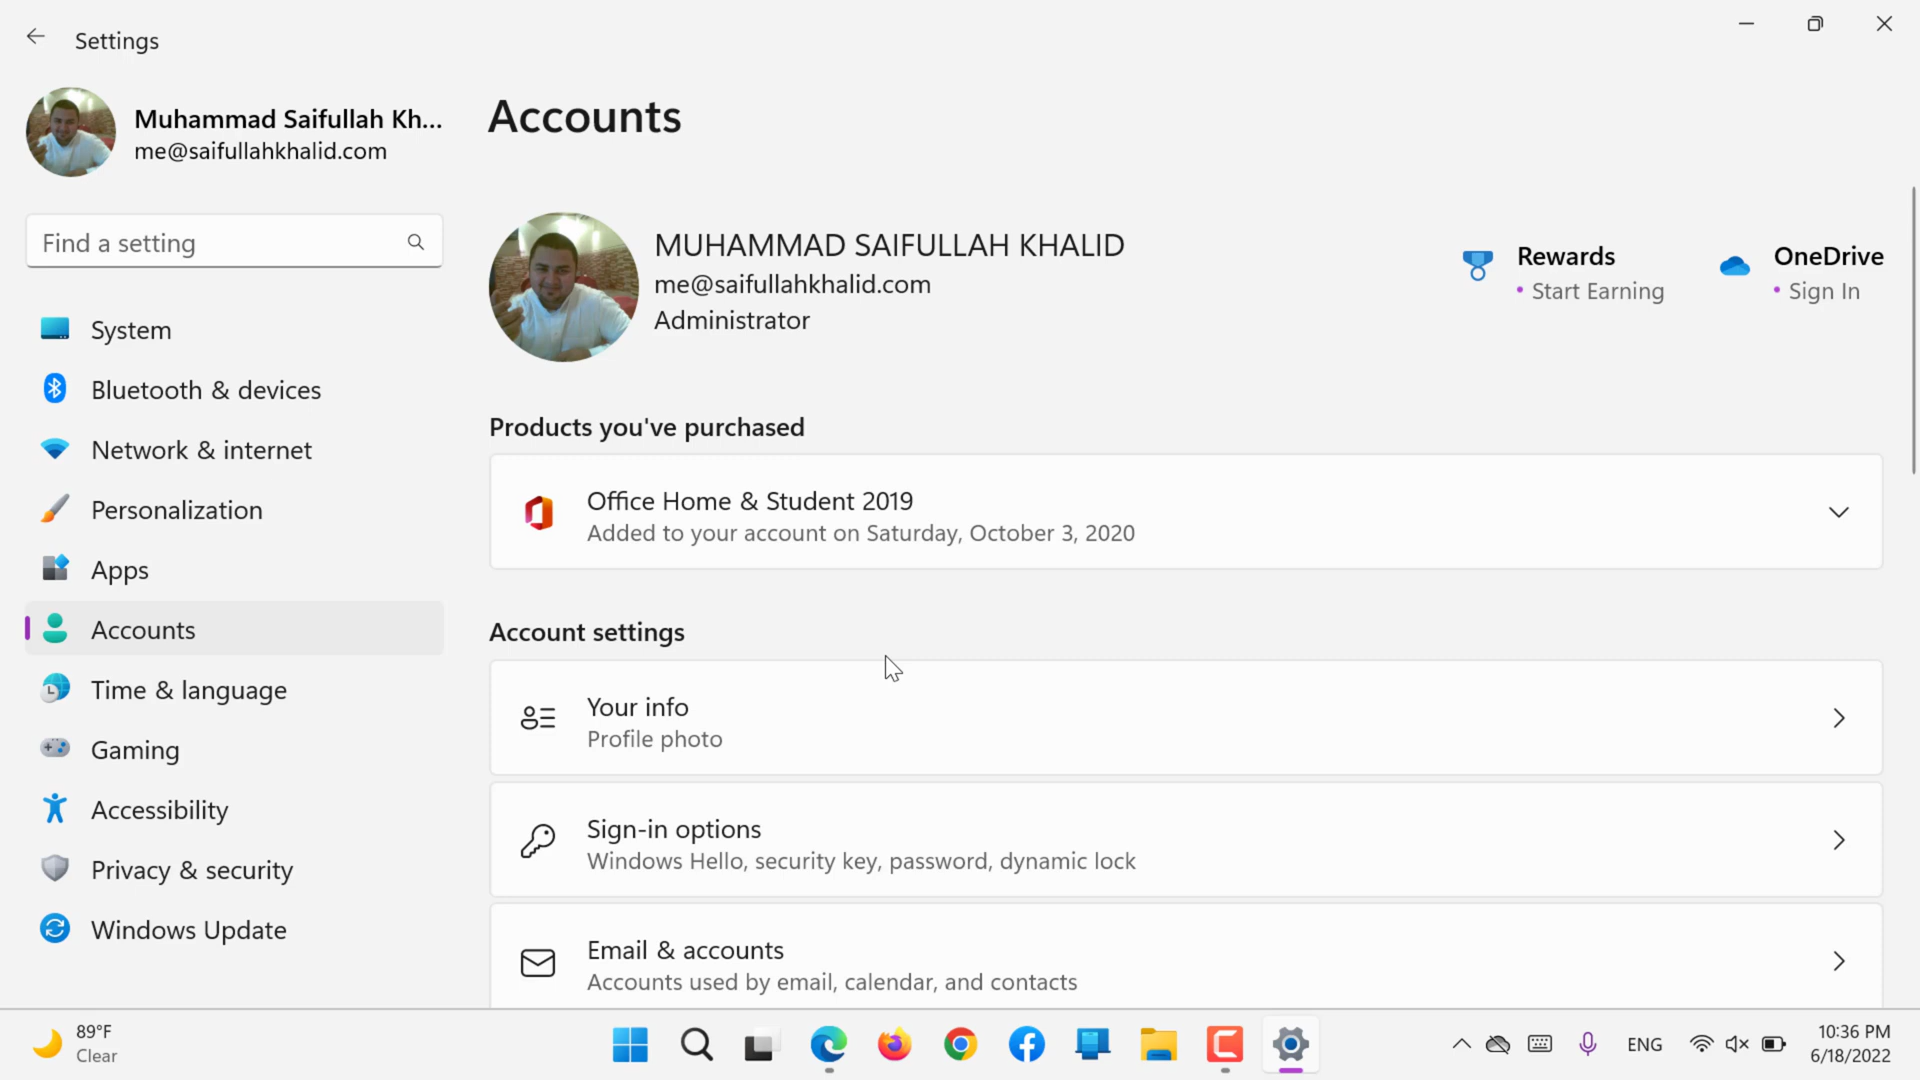 Settings
Muhammad Saifullah Kh...
me@saifullahkhalid.com
Find a setting
System
Bluetooth & devices
Network & internet
Personalization
Apps
Accounts
Time & language
Gaming
Accessibility
Privacy & security
Windows Update
Accounts
MUHAMMAD SAIFULLAH KHALID
me@saifullahkhalid.com
Administrator
Rewards
• Start Earning
OneDrive
• Sign In
Products you've purchased
Office Home & Student 2019
Added to your account on Saturday, October 3, 2020
Account settings
Your info
Profile photo
Sign-in options
Windows Hello, security key, password, dynamic lock
Email & accounts
Accounts used by email, calendar, and contacts
89°F
Clear
ENG
10:36 PM
6/18/2022